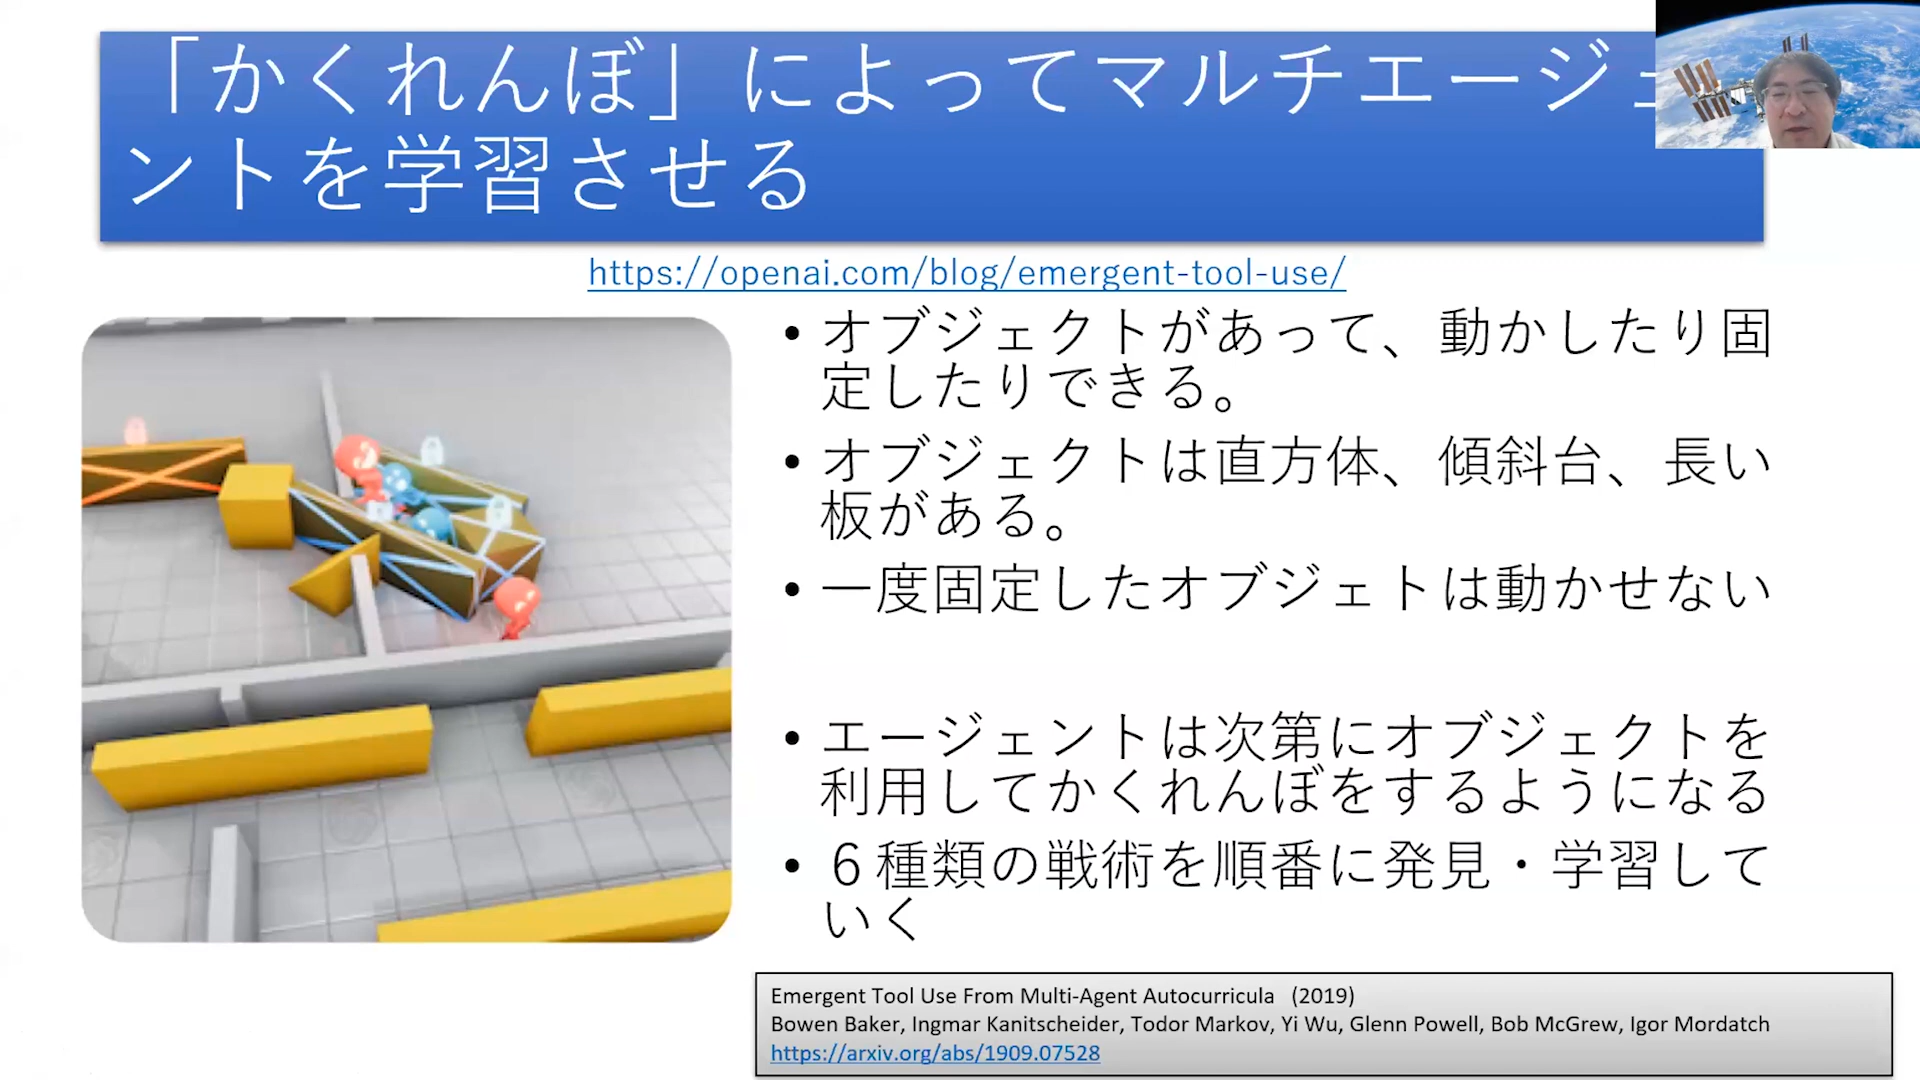 「かくれんぼ」によってマルチエージェ
ントを学習させる
https://openai.com/blog/emergent-tool-use/
• オブジェクトがあって、動かしたり固
定したりできる。
• オブジェクトは直方体、傾斜台、長い
板がある。
• 一度固定したオブジェトは動かせない
• エージェントは次第にオブジェクトを
利用してかくれんぼをするようになる
• ６種類の戦術を順番に発見・学習して
いく
Emergent Tool Use From Multi-Agent Autocurricula (2019)
Bowen Baker, Ingmar Kanitscheider, Todor Markov, Yi Wu, Glenn Powell, Bob McGrew, Igor Mordatch
https://arxiv.org/abs/1909.07528